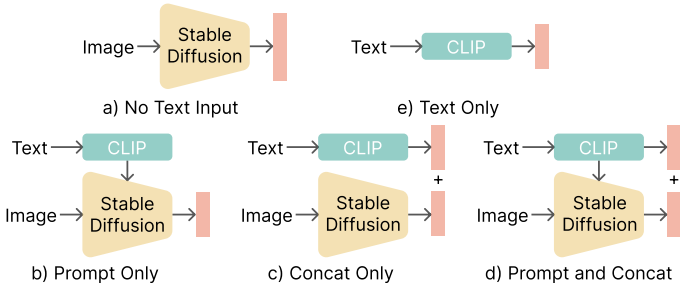 Image
Stable
Diffusion
a) No Text Input
Text
CLIP
e) Text Only
Text
CLIP
Image
Stable
Diffusion
b) Prompt Only
Text
CLIP
+
Image
Stable
Diffusion
c) Concat Only
Text
CLIP
+
Image
Stable
Diffusion
d) Prompt and Concat